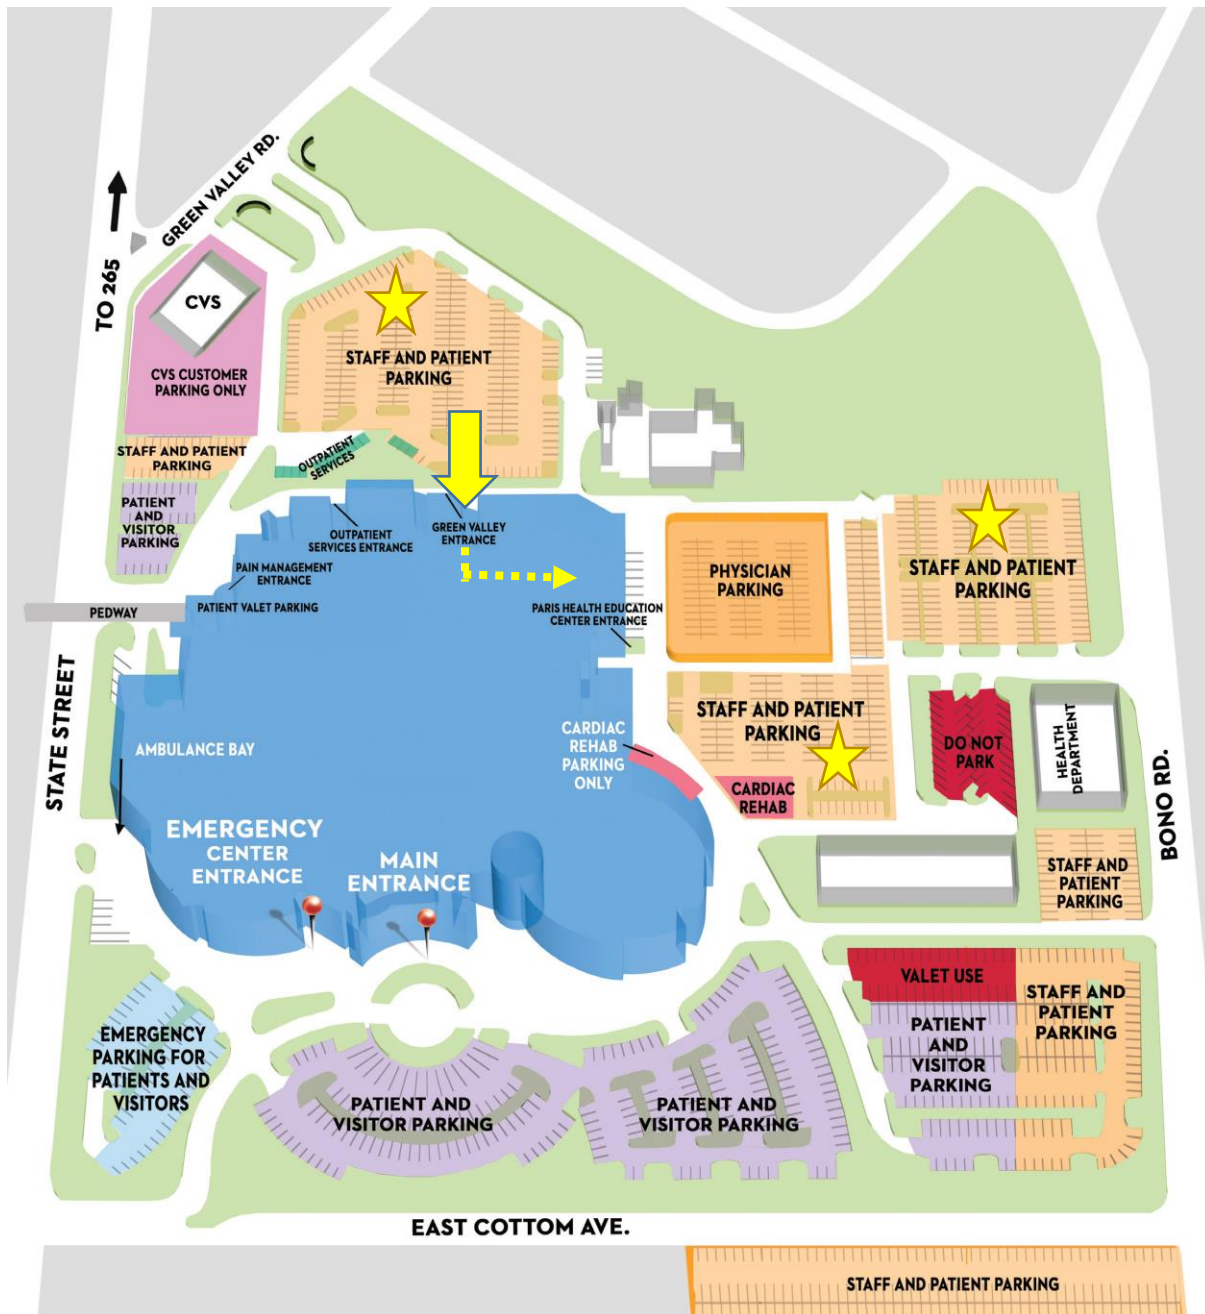 GREEN VALLEY RD.
TO 265
CVS
CVS CUSTOMER
PARKING ONLY
STAFF AND PATIENT
PARKING
STAFF AND PATIENT
PARKING
OUTPATIENT
SERVICES
PATIENT
AND
VISITOR
PARKING
OUTPATIENT
SERVICES ENTRANCE
GREEN VALLEY
ENTRANCE
PAIN MANAGEMENT
ENTRANCE
PATIENT VALET PARKING
PEDWAY
PARIS HEALTH EDUCATION
CENTER ENTRANCE
PHYSICIAN
PARKING
STAFF AND PATIENT
PARKING
STATE STREET
AMBULANCE BAY
CARDIAC
REHAB
PARKING
ONLY
STAFF AND PATIENT
PARKING
CARDIAC
REHAB
DO NOT
PARK
HEALTH
DEPARTMENT
BONO RD.
EMERGENCY
CENTER
ENTRANCE
MAIN
ENTRANCE
STAFF AND
PATIENT
PARKING
VALET USE
STAFF AND
PATIENT
PARKING
PATIENT
AND
VISITOR
PARKING
EMERGENCY
PARKING FOR
PATIENTS AND
VISITORS
PATIENT AND
VISITOR PARKING
PATIENT AND
VISITOR PARKING
EAST COTTOM AVE.
STAFF AND PATIENT PARKING